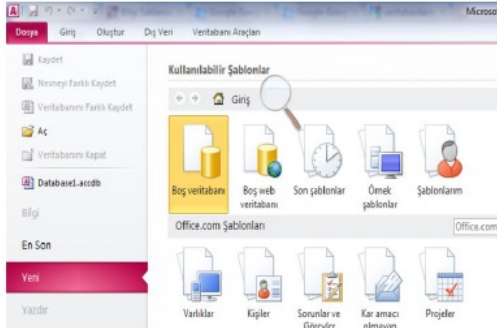 Microso
Dosya Giriş Oluştur Dış Veri Veritabanı Araçları
Kaydet
Nesneyi Farklı Kaydet
Veritabanını Farklı Kaydet
Aç
Veritabanını Kapat
Database1.accdb
Bilgi
En Son
Yeni
Yazdır
Kullanılabilir Şablonlar
Giriş
Boş veritabanı
Boş web veritabanı
Son şablonlar
Örnek şablonlar
Şablonlarım
Office.com Şablonları
Office.com
Varlıklar
Kişiler
Sorunlar ve Görevler
Kar amacı olmayan
Projeler